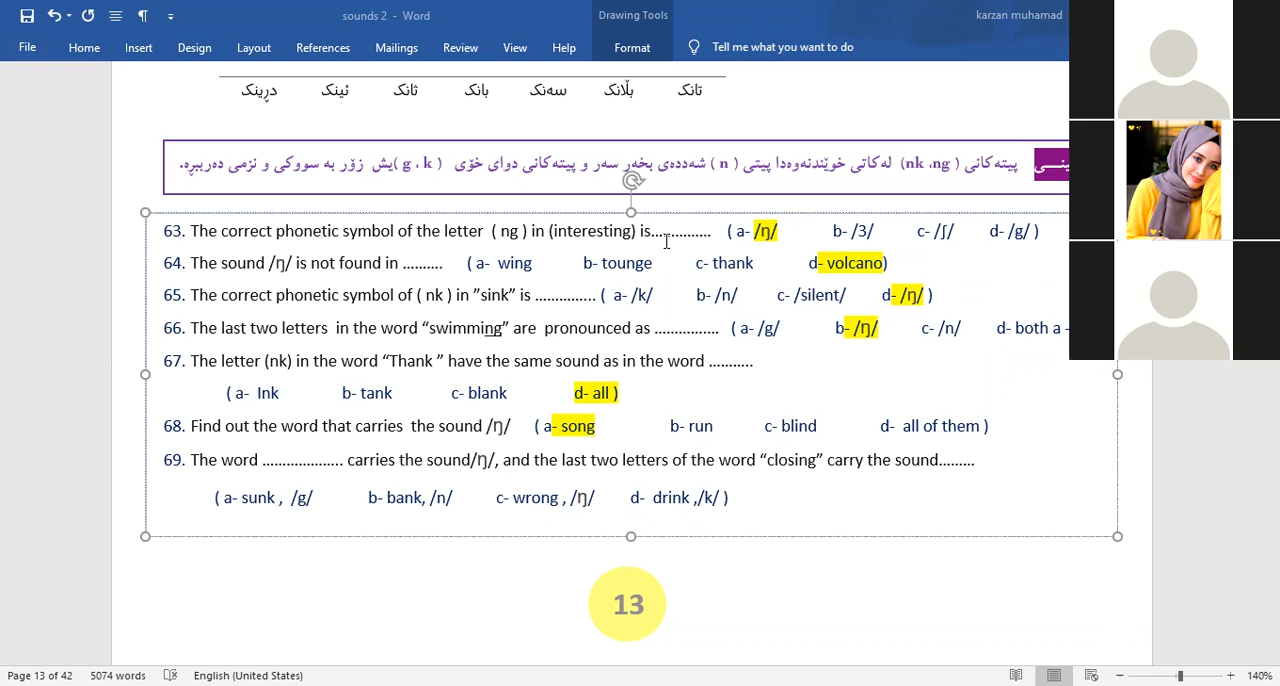 sounds 2 - Word
Drawing Tools
karzan muhamad
File Home Insert Design Layout References Mailings Review View Help Format Tell me what you want to do
تانک بڵانک سەنک بانک ثانک ئینک درینک
پیتەکانی ( nk ،ng) لەکاتی خوێندنەوەدا پیتی ( n ) شەددەی بخەر سەر و پیتەکانی دوای خۆی ( g ، k )یش زۆر بە سووکی و نزمی دەرببڕە.
63. The correct phonetic symbol of the letter ( ng ) in (interesting) is.............. ( a- /ŋ/ b- /3/ c- /ʃ/ d- /g/ )
64. The sound /ŋ/ is not found in .......... ( a- wing b- tounge c- thank d- volcano)
65. The correct phonetic symbol of ( nk ) in ”sink” is ............... ( a- /k/ b- /n/ c- /silent/ d- /ŋ/ )
66. The last two letters in the word “swimming” are pronounced as ................ ( a- /g/ b- /ŋ/ c- /n/ d- both a -
67. The letter (nk) in the word “Thank ” have the same sound as in the word ...........
( a- Ink b- tank c- blank d- all )
68. Find out the word that carries the sound /ŋ/ ( a- song b- run c- blind d- all of them )
69. The word .................... carries the sound/ŋ/, and the last two letters of the word “closing” carry the sound.........
( a- sunk , /g/ b- bank, /n/ c- wrong , /ŋ/ d- drink ,/k/ )
13
Page 13 of 42 5074 words English (United States) 140%